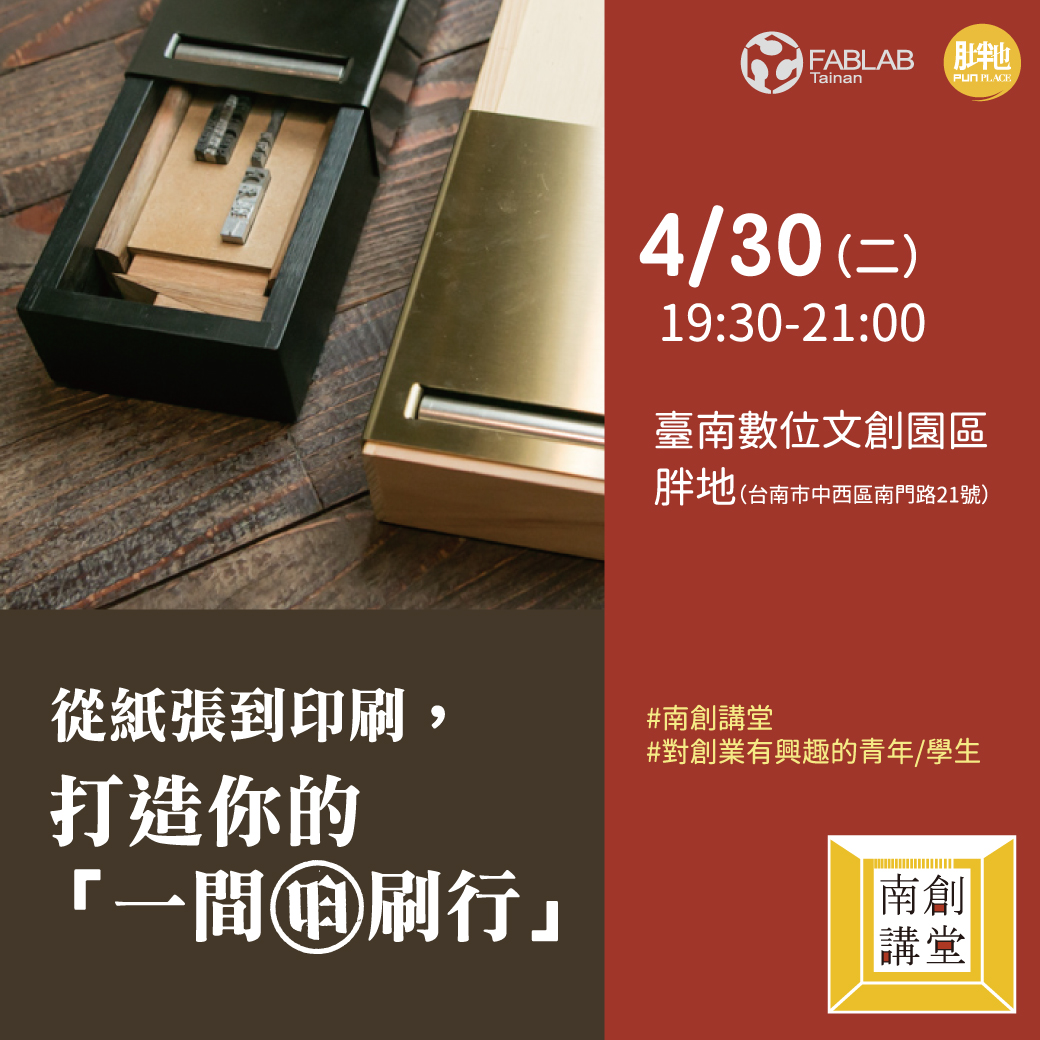 FABLAB
Tainan
胖地
PUN PLACE
4/30(二)
19:30-21:00
臺南數位文創園區
胖地(台南市中西區南門路21號)
從紙張到印刷，
打造你的
「一間印刷行」
#南創講堂
#對創業有興趣的青年/學生
南創
講堂